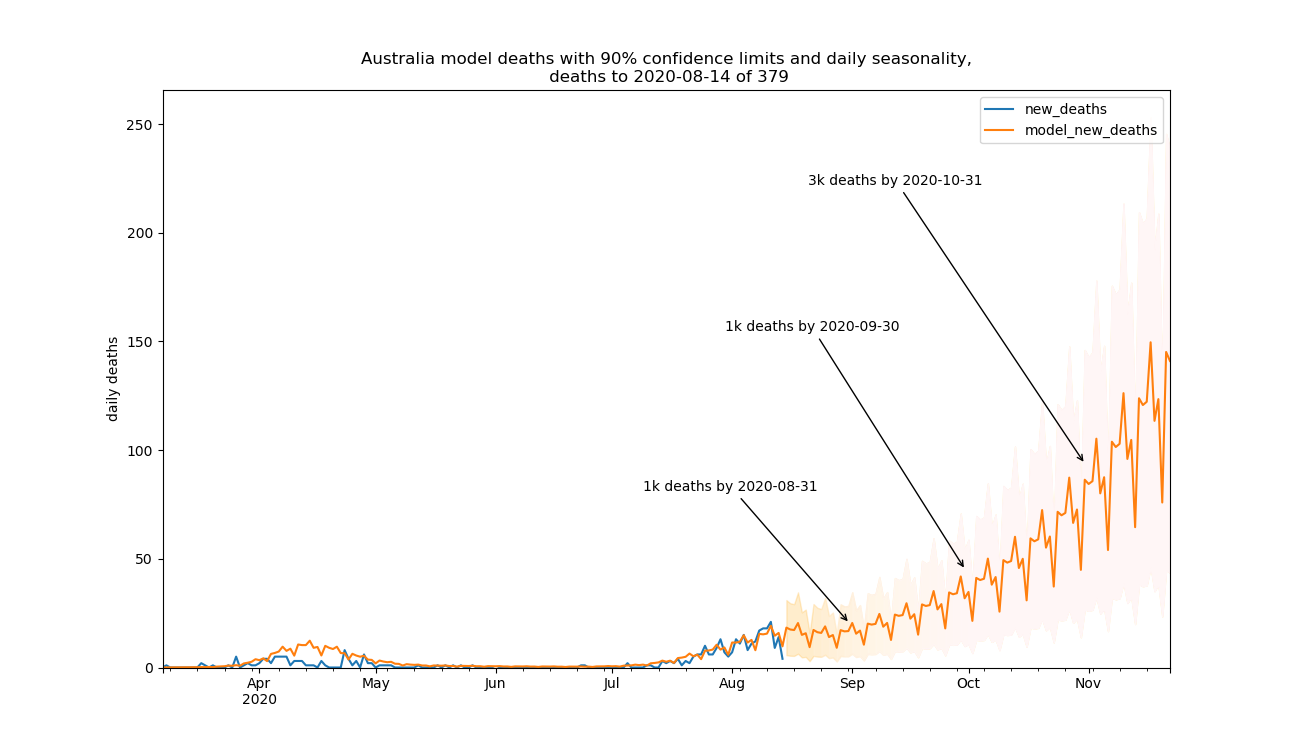 Australia model deaths with 90% confidence limits and daily seasonality,
deaths to 2020-08-14 of 379
new_deaths
model_new_deaths
3k deaths by 2020-10-31
1k deaths by 2020-09-30
1k deaths by 2020-08-31
daily deaths
250
200
150
100
50
0
Apr
2020
May
Jun
Jul
Aug
Sep
Oct
Nov